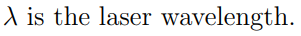 λ is the laser wavelength.